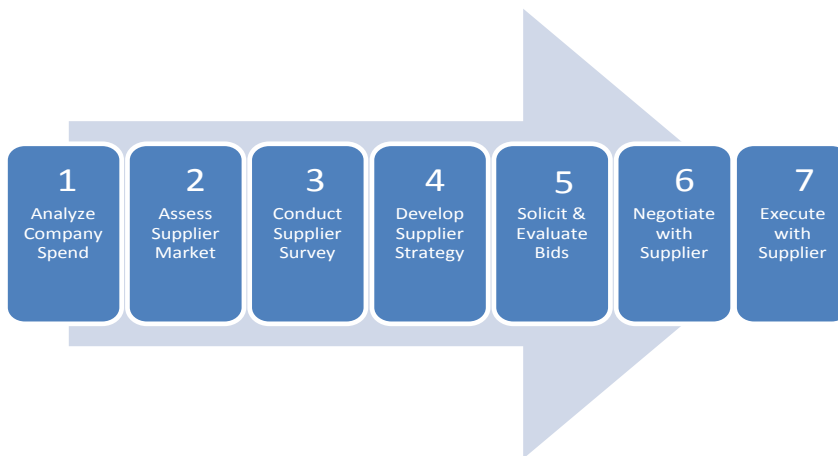 1
Analyze
Company
Spend
2
Assess
Supplier
Market
3
Conduct
Supplier
Survey
4
Develop
Supplier
Strategy
5
Solicit &
Evaluate
Bids
6
Negotiate
with
Supplier
7
Execute
with
Supplier